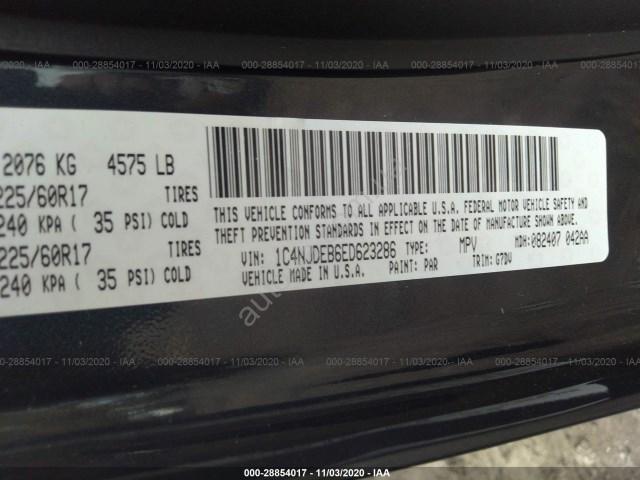 000-28854017 - 11/03/2020 - IAA
000-28854017 - 11/03/2020 - IAA
000-28854017 - 11/03/2020 - IAA
2076 KG 4575 LB
225/60R17 TIRES
240 KPA ( 35 PSI) COLD
225/60R17 TIRES
240 KPA ( 35 PSI) COLD
THIS VEHICLE CONFORMS TO ALL APPLICABLE U.S.A. FEDERAL MOTOR VEHICLE SAFETY, BUMPER AND
THEFT PREVENTION STANDARDS IN EFFECT ON THE DATE OF MANUFACTURE SHOWN ABOVE.
VIN: 1C4NJDEB6ED623286 TYPE: MPV MDH: 082407 042AA
VEHICLE MADE IN U.S.A. PAINT: PAR TRIM: G7DV
000-28854017 - 11/03/2020 - IAA
000-28854017 - 11/03/2020 - IAA
000-28854017 - 11/03/2020 - IAA
000-28854017 - 11/03/2020 - IAA